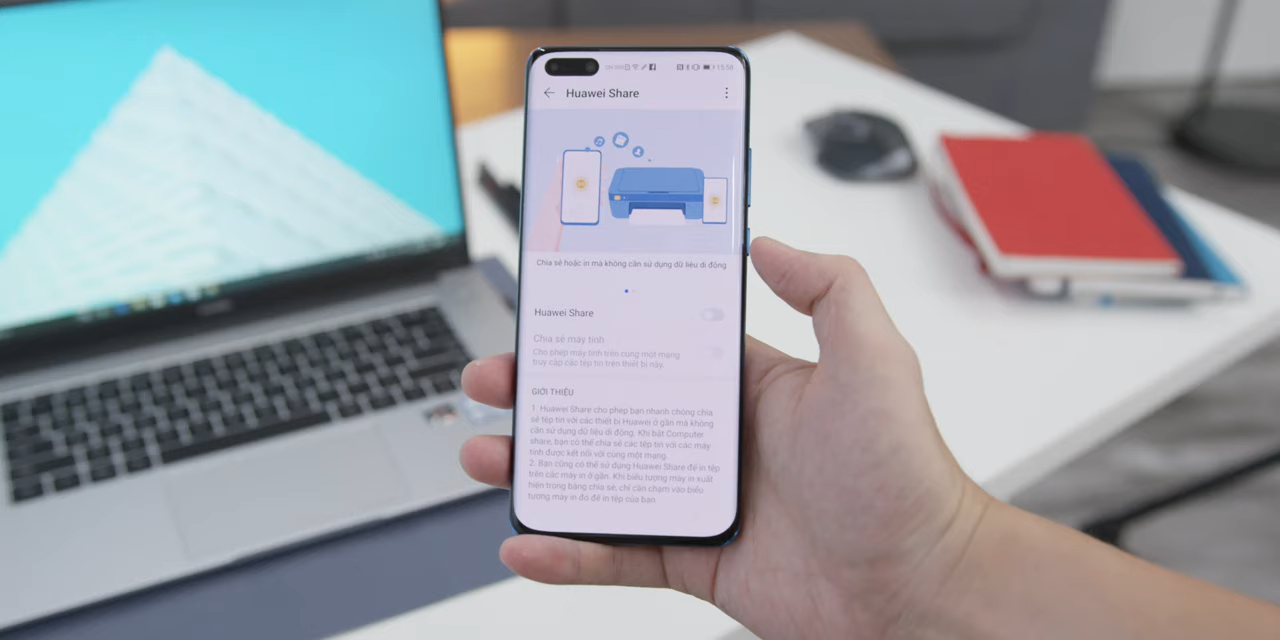 15:58
Huawei Share
Chia sẻ hoặc in mà không cần sử dụng dữ liệu di động
Huawei Share
Chia sẻ máy tính
Cho phép máy tính trên cùng một mạng
truy cập các tệp tin trên thiết bị này.
GIỚI THIỆU
1. Huawei Share cho phép bạn nhanh chóng chia
sẻ tệp tin với các thiết bị Huawei ở gần mà không
cần sử dụng dữ liệu di động. Khi bật Computer
share, bạn có thể chia sẻ các tệp tin với các máy
tính được kết nối với cùng một mạng.
2. Bạn cũng có thể sử dụng Huawei Share để in tệp
trên các máy in ở gần. Khi biểu tượng máy in xuất
hiện trong bảng chia sẻ, chỉ cần chạm vào biểu
tượng máy in đó để in tệp của bạn.